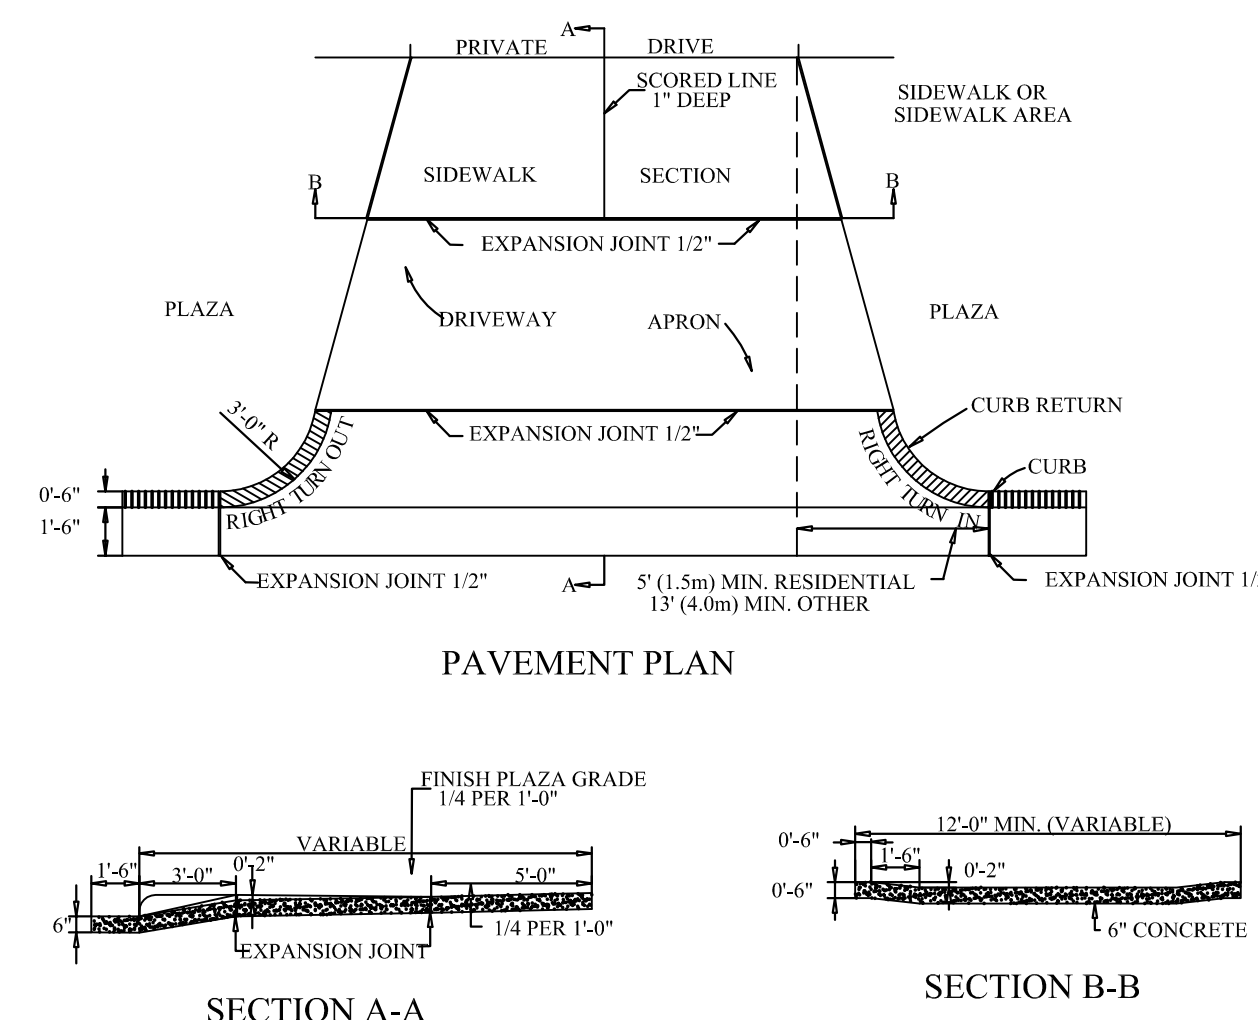 A
PRIVATE DRIVE
SCORED LINE
1" DEEP
SIDEWALK OR
SIDEWALK AREA
SIDEWALK SECTION
B
B
EXPANSION JOINT 1/2"
PLAZA
DRIVEWAY
APRON
PLAZA
3'-0" R
CURB RETURN
EXPANSION JOINT 1/2"
RIGHT TURN OUT
RIGHT TURN IN
CURB
0'-6"
1'-6"
EXPANSION JOINT 1/2"
A
5' (1.5m) MIN. RESIDENTIAL
13' (4.0m) MIN. OTHER
EXPANSION JOINT 1/
PAVEMENT PLAN
FINISH PLAZA GRADE
1/4 PER 1'-0"
VARIABLE
1'-6"
3'-0"
0'-2"
5'-0"
6"
1/4 PER 1'-0"
EXPANSION JOINT
SECTION A-A
12'-0" MIN. (VARIABLE)
0'-6"
1'-6"
0'-2"
0'-6"
6" CONCRETE
SECTION B-B